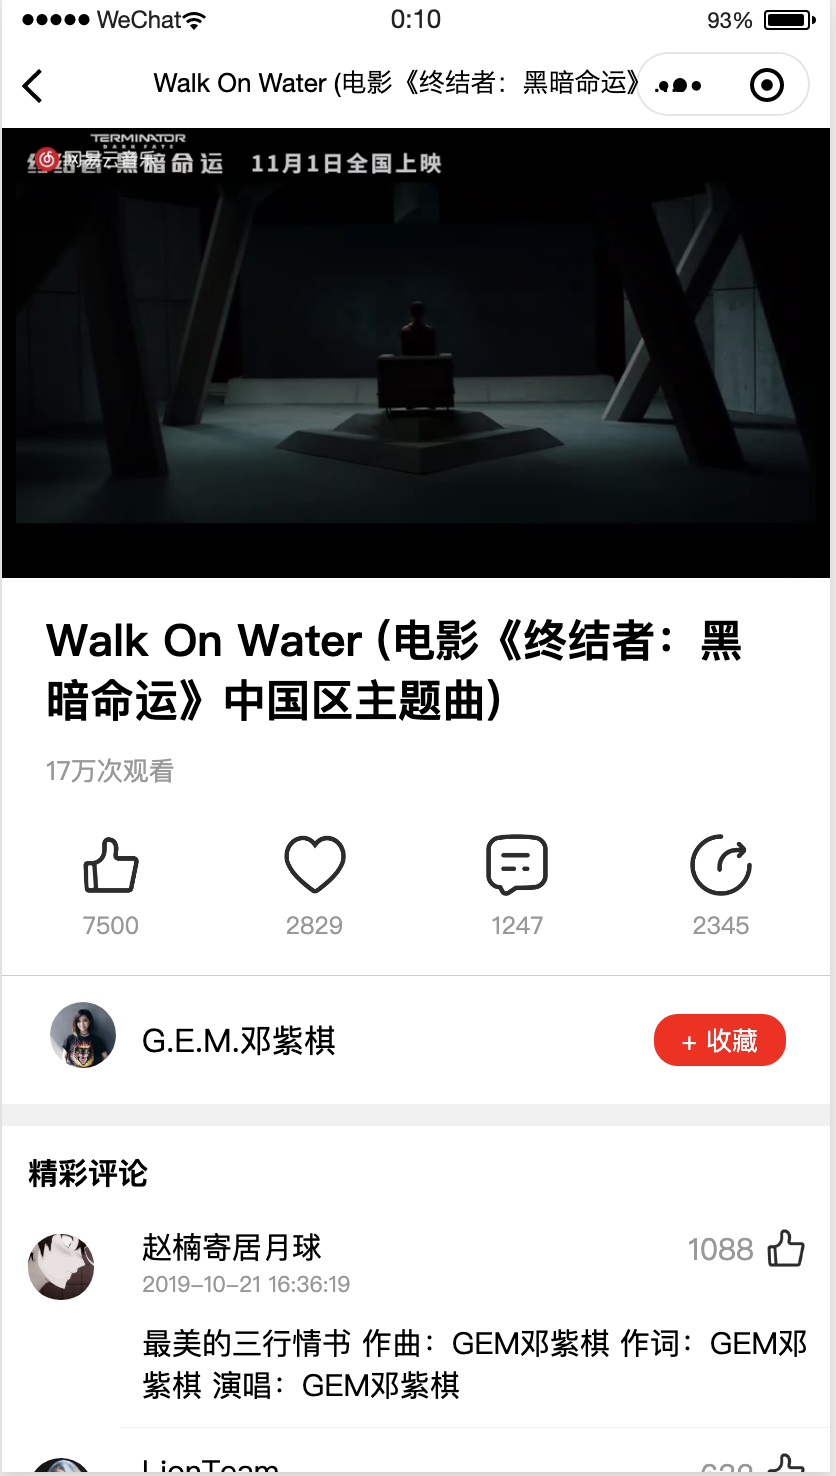 WeChat 0:10 93%
Walk On Water (电影《终结者：黑暗命运》...
TERMINATOR
DARK FATE
网易云音乐
黑暗命运 11月1日全国上映
Walk On Water (电影《终结者：黑
暗命运》中国区主题曲)
17万次观看
7500 2829 1247 2345
G.E.M.邓紫棋 + 收藏
精彩评论
赵楠寄居月球 1088
2019-10-21 16:36:19
最美的三行情书 作曲：GEM邓紫棋 作词：GEM邓
紫棋 演唱：GEM邓紫棋
LionTeam